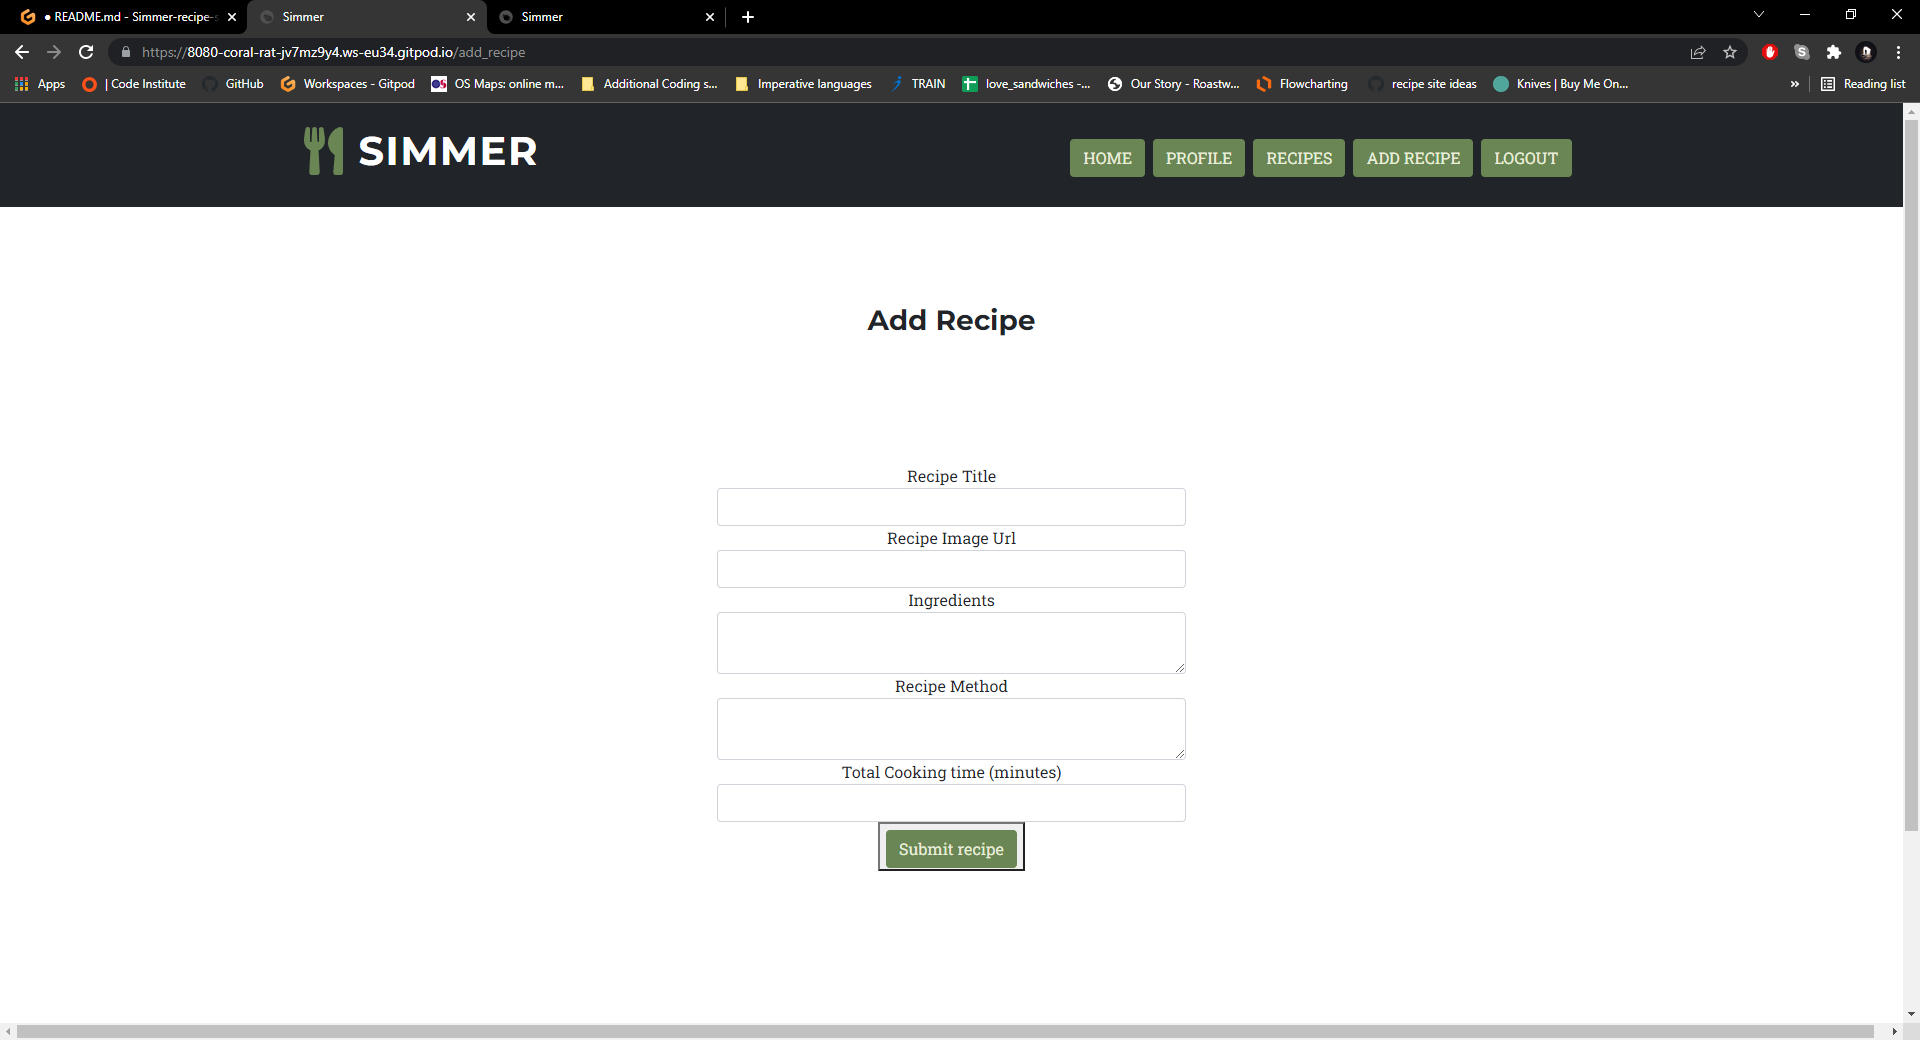 ● README.md - Simmer-recipe-s
Simmer
Simmer
https://8080-coral-rat-jv7mz9y4.ws-eu34.gitpod.io/add_recipe
Apps | Code Institute GitHub Workspaces - Gitpod OS Maps: online m... Additional Coding s... Imperative languages TRAIN love_sandwiches -... Our Story - Roastw... Flowcharting recipe site ideas Knives | Buy Me On... » Reading list
SIMMER
HOME PROFILE RECIPES ADD RECIPE LOGOUT
Add Recipe
Recipe Title
Recipe Image Url
Ingredients
Recipe Method
Total Cooking time (minutes)
Submit recipe